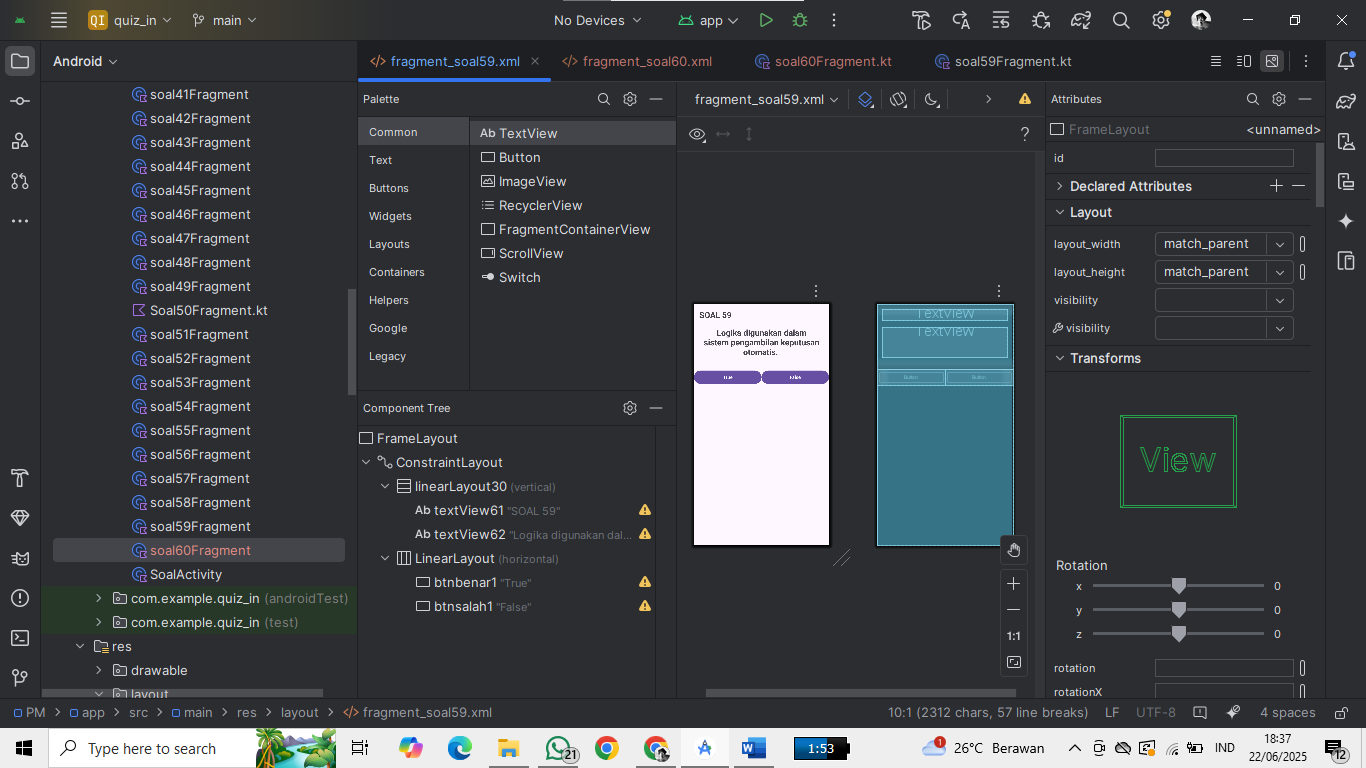 QI quiz_in main No Devices app
Android
fragment_soal59.xml fragment_soal60.xml soal60Fragment.kt soal59Fragment.kt
soal41Fragment
soal42Fragment
soal43Fragment
soal44Fragment
soal45Fragment
soal46Fragment
soal47Fragment
soal48Fragment
soal49Fragment
Soal50Fragment.kt
soal51Fragment
soal52Fragment
soal53Fragment
soal54Fragment
soal55Fragment
soal56Fragment
soal57Fragment
soal58Fragment
soal59Fragment
soal60Fragment
SoalActivity
com.example.quiz_in (androidTest)
com.example.quiz_in (test)
res
drawable
layout
Palette
Common
Text
Buttons
Widgets
Layouts
Containers
Helpers
Google
Legacy
Ab TextView
Button
ImageView
RecyclerView
FragmentContainerView
ScrollView
Switch
Component Tree
FrameLayout
ConstraintLayout
linearLayout30 (vertical)
Ab textView61 "SOAL 59"
Ab textView62 "Logika digunakan dal...
LinearLayout (horizontal)
btnbenar1 "True"
btnsalah1 "False"
fragment_soal59.xml
?
SOAL 59
Logika digunakan dalam
sistem pengambilan keputusan
otomatis.
True False
TextView
TextView
Button Button
1:1
Attributes
FrameLayout <unnamed>
id
Declared Attributes
Layout
layout_width match_parent
layout_height match_parent
visibility
visibility
Transforms
View
Rotation
x 0
y 0
z 0
rotation
rotationX
PM > app > src > main > res > layout > fragment_soal59.xml 10:1 (2312 chars, 57 line breaks) LF UTF-8 4 spaces
Type here to search 21 1:53 1 26°C Berawan IND 18:37
22/06/2025 12